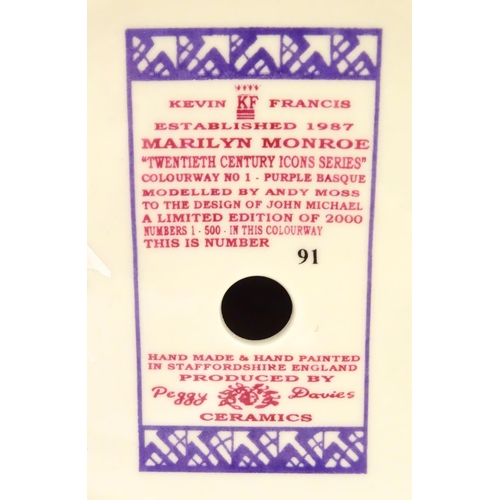 KEVIN KF FRANCIS
ESTABLISHED 1987
MARILYN MONROE
"TWENTIETH CENTURY ICONS SERIES"
COLOURWAY NO 1 - PURPLE BASQUE
MODELLED BY ANDY MOSS
TO THE DESIGN OF JOHN MICHAEL
A LIMITED EDITION OF 2000
NUMBERS 1 - 500 - IN THIS COLOURWAY
THIS IS NUMBER
91
HAND MADE & HAND PAINTED
IN STAFFORDSHIRE ENGLAND
PRODUCED BY
Peggy Davies
CERAMICS